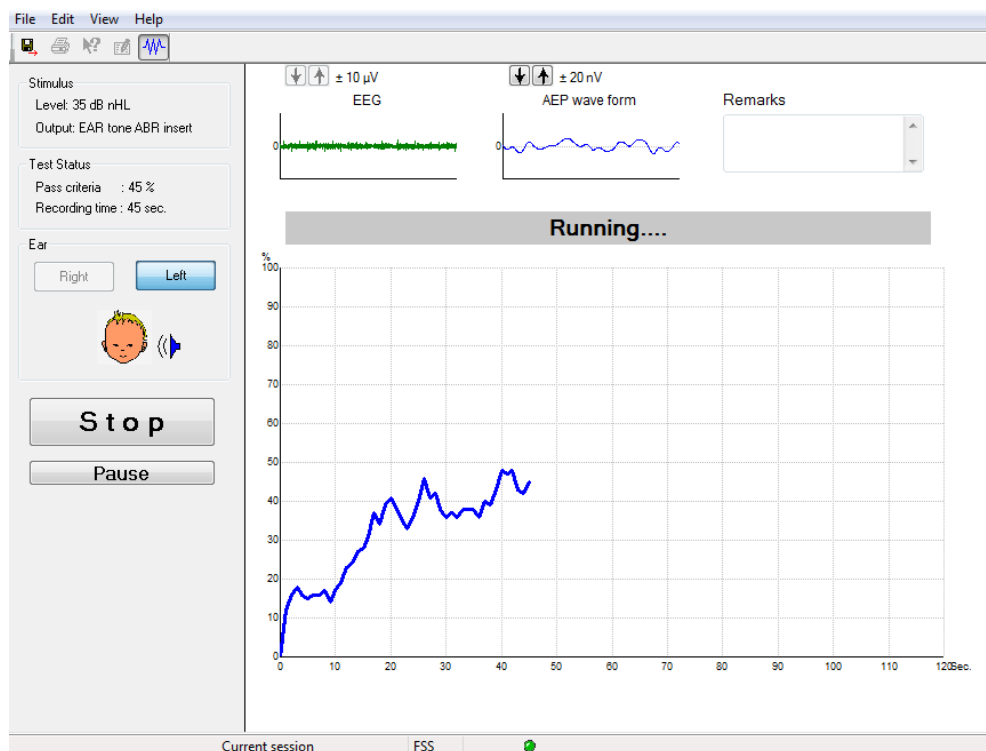 File Edit View Help
Stimulus
Level: 35 dB nHL
Output: EAR tone ABR insert
Test Status
Pass criteria : 45 %
Recording time : 45 sec.
Ear
Right Left
Stop
Pause
± 10 µV
EEG
0
± 20 nV
AEP wave form
0
Remarks
Running....
%
100
90
80
70
60
50
40
30
20
10
0
0 10 20 30 40 50 60 70 80 90 100 110 120Sec.
Current session FSS